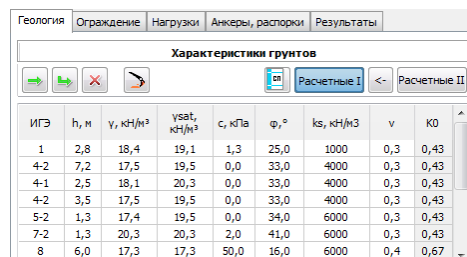 Геология Ограждение Нагрузки Анкеры, распорки Результаты
Характеристики грунтов
СП Расчетные I <- Расчетные II
ИГЭ h, м γ, кН/м³ γsat, кН/м³ c, кПа φ,° ks, кН/м3 ν K0
1 2,8 18,4 19,1 1,3 25,0 1000 0,3 0,43
4-2 7,2 17,5 19,5 0,0 33,0 4000 0,3 0,43
4-1 2,5 18,1 20,3 0,0 33,0 4000 0,3 0,43
4-2 3,5 17,5 19,5 0,0 33,0 4000 0,3 0,43
5-2 1,3 17,4 19,5 0,0 34,0 6000 0,3 0,43
7-2 1,3 20,3 20,3 2,0 41,0 6000 0,3 0,43
8 6,0 17,3 17,3 50,0 16,0 6000 0,4 0,67